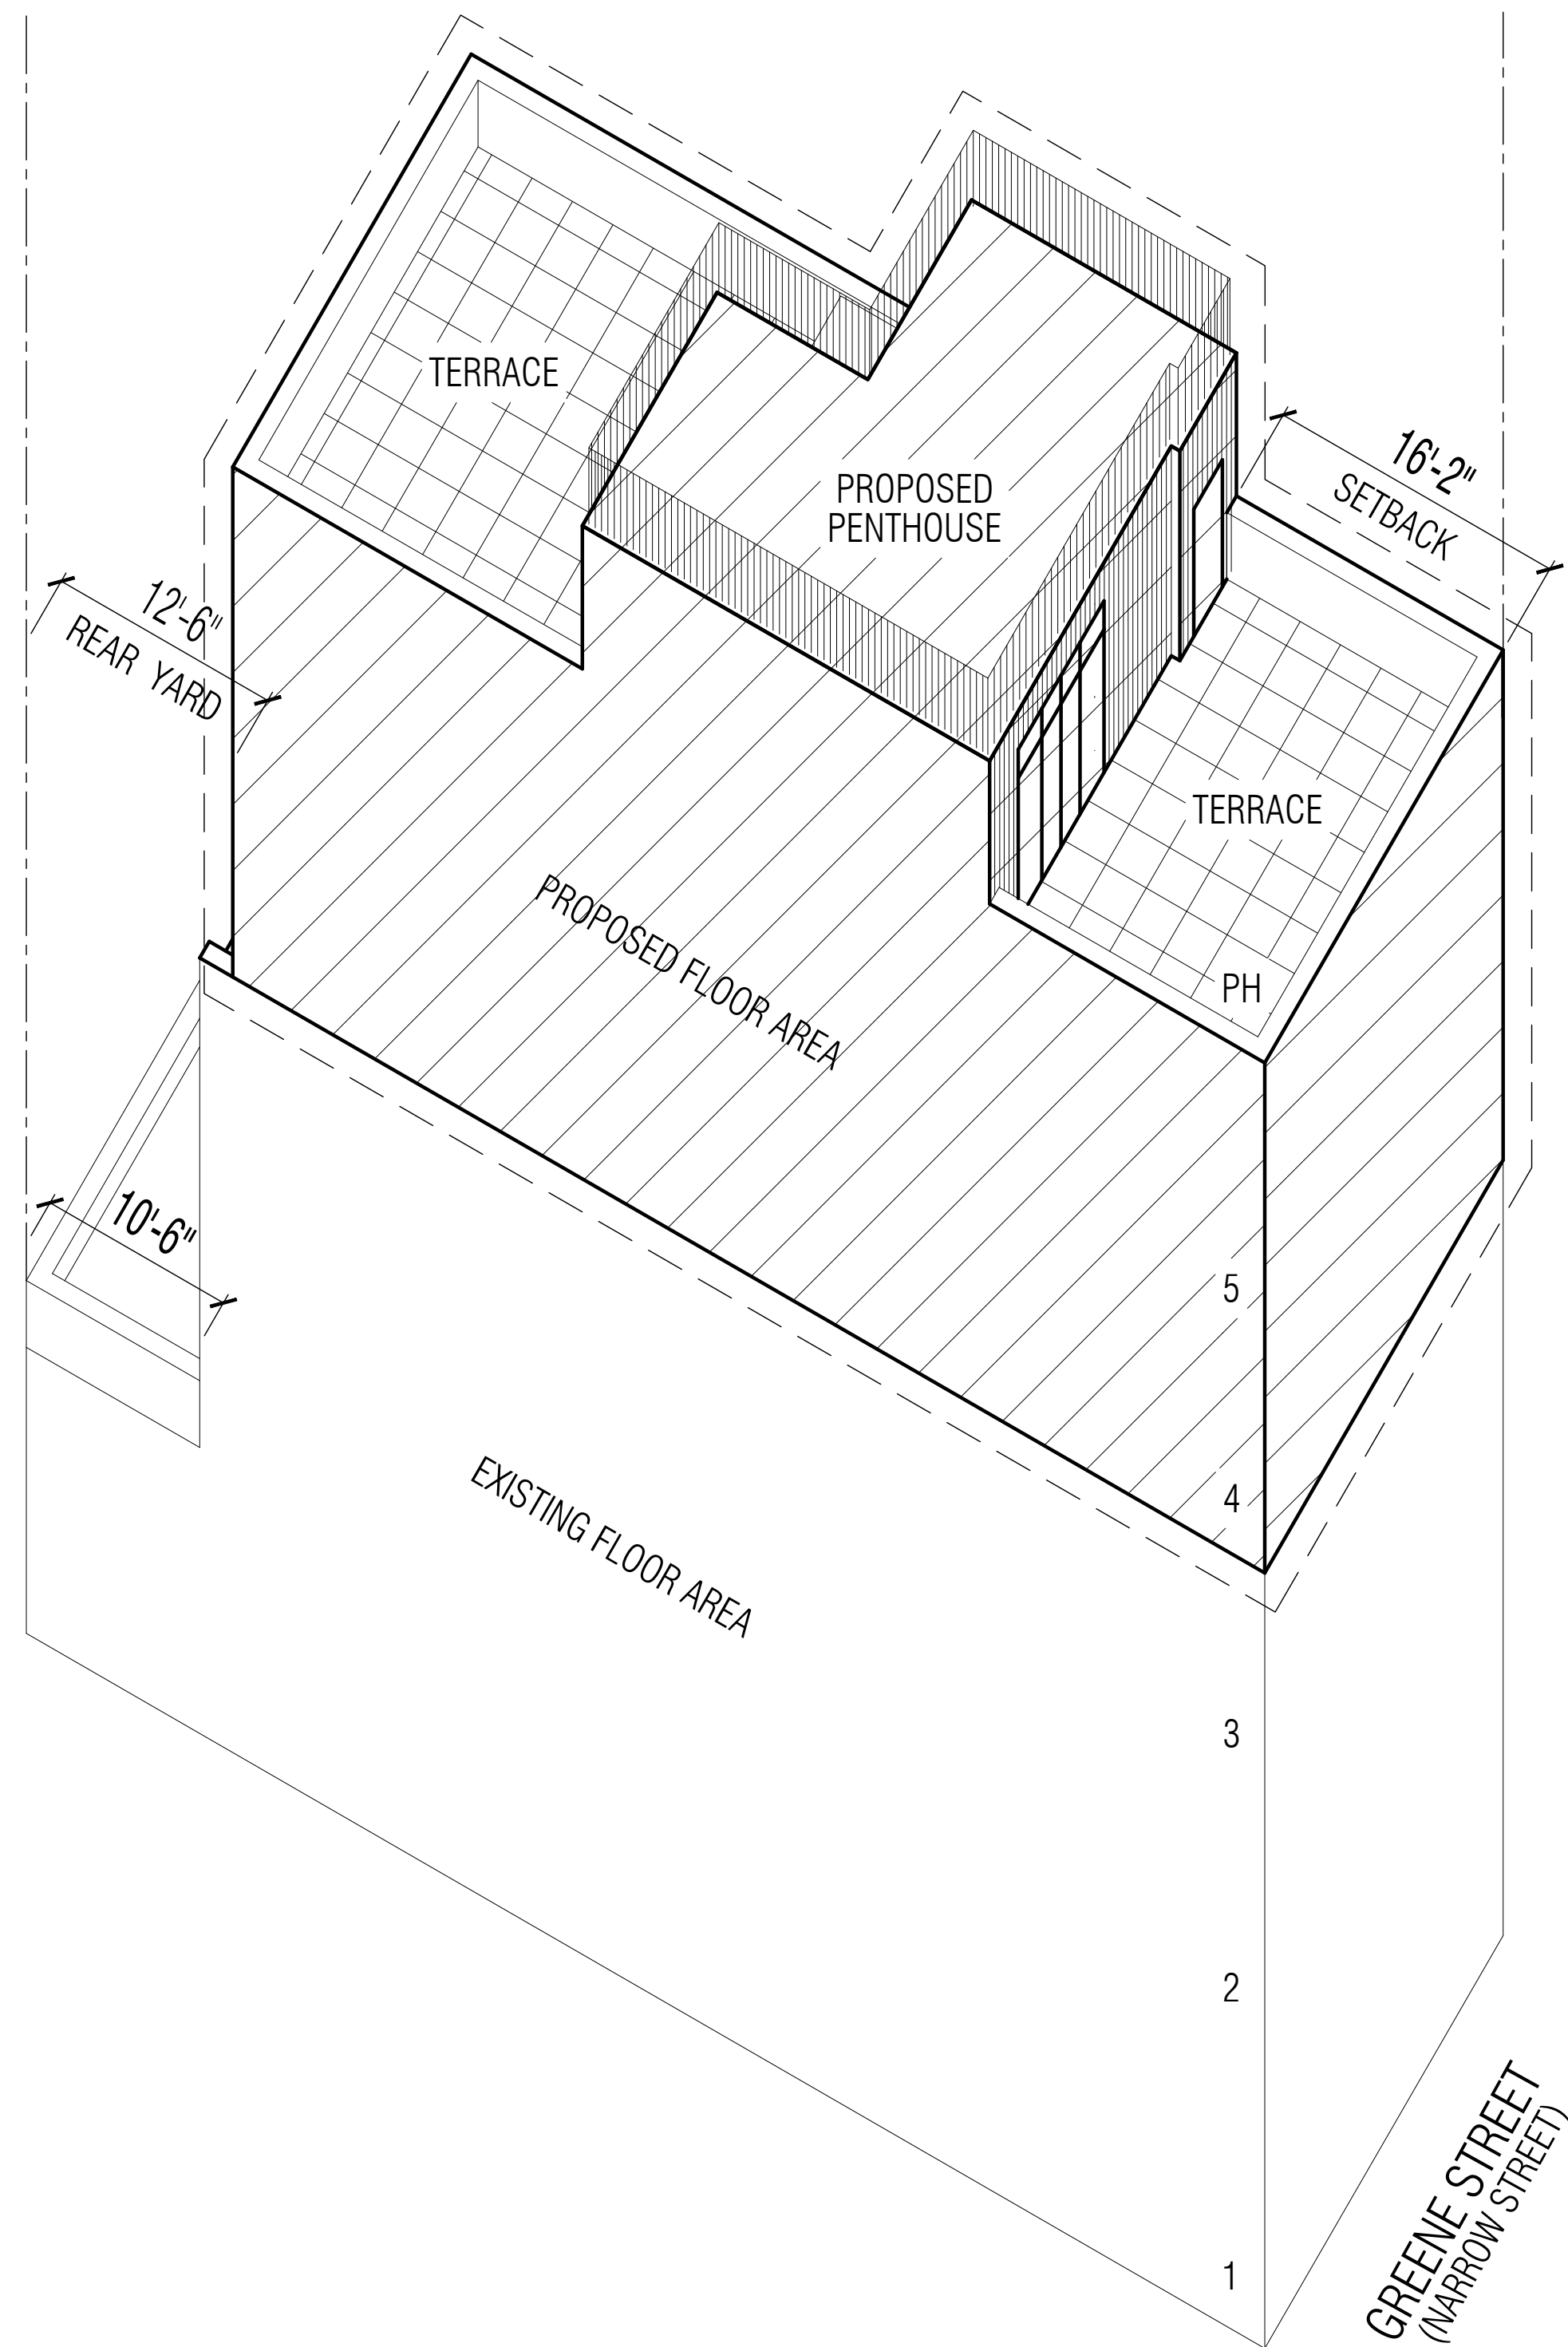 TERRACE
16'-2"
SETBACK
PROPOSED
PENTHOUSE
12'-6"
REAR YARD
TERRACE
PROPOSED FLOOR AREA
PH
10'-6"
5
4
EXISTING FLOOR AREA
3
2
1
GREENE STREET
(NARROW STREET)